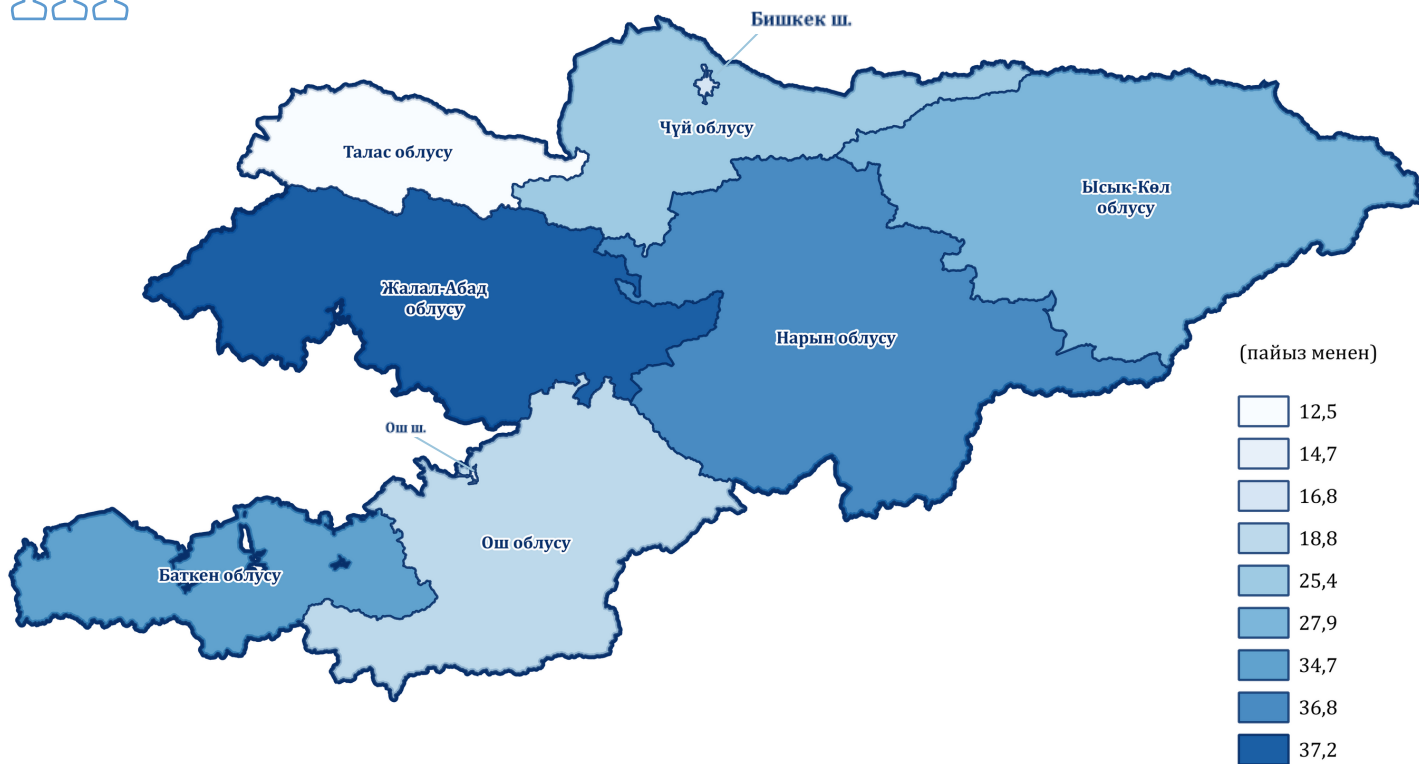 Бишкек ш.
Чүй облусу
Талас облусу
Ысык-Көл
облусу
Жалал-Абад
облусу
Нарын облусу
(пайыз менен)
12,5
Ош ш.
14,7
16,8
Ош облусу
18,8
Баткен облусу
25,4
27,9
34,7
36,8
37,2